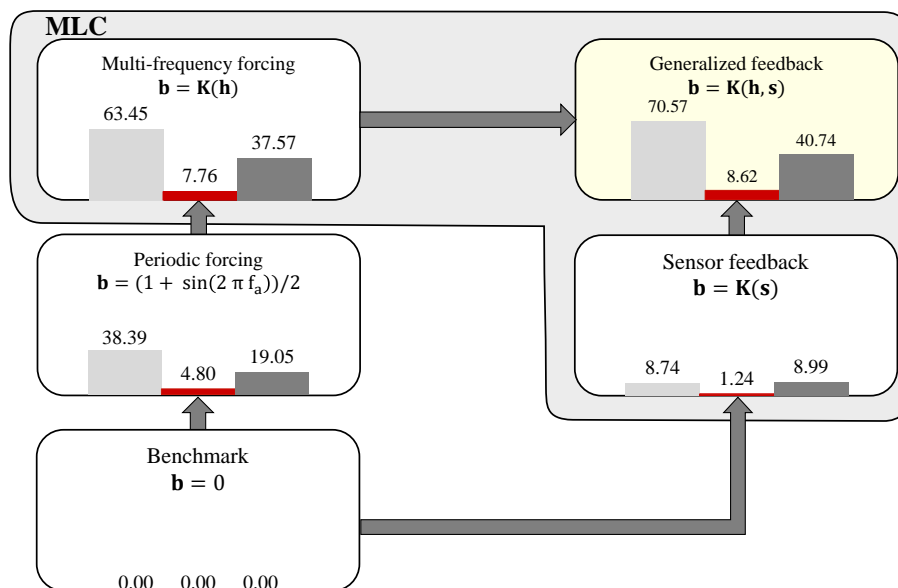 MLC
Multi-frequency forcing
b = K(h)
63.45
7.76
37.57
Generalized feedback
b = K(h, s)
70.57
8.62
40.74
Periodic forcing
b = (1 + sin(2 π fₐ))/2
38.39
4.80
19.05
Sensor feedback
b = K(s)
8.74
1.24
8.99
Benchmark
b = 0
0.00 0.00 0.00